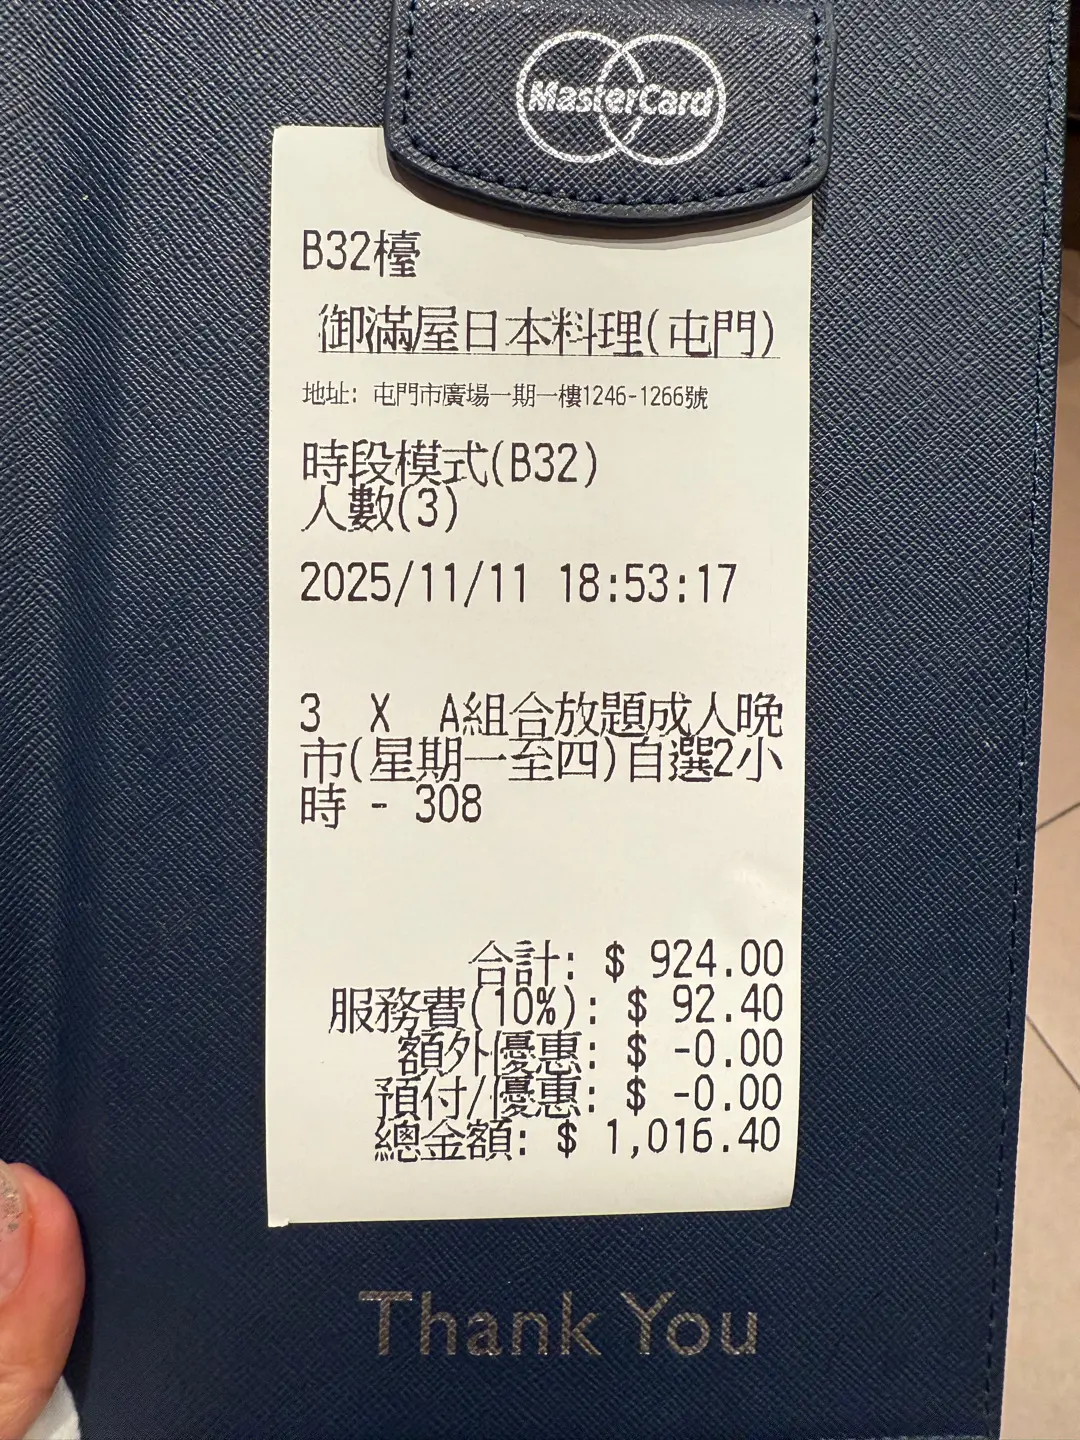 MasterCard
B32檯
御滿屋日本料理(屯門)
地址: 屯門市廣場一期一樓1246-1266號
時段模式(B32)
人數(3)
2025/11/11 18:53:17
3 X A組合放題成人晚
市(星期一至四)自選2小
時 - 308
合計: $ 924.00
服務費(10%): $ 92.40
額外優惠: $ -0.00
預付/優惠: $ -0.00
總金額: $ 1,016.40
Thank You